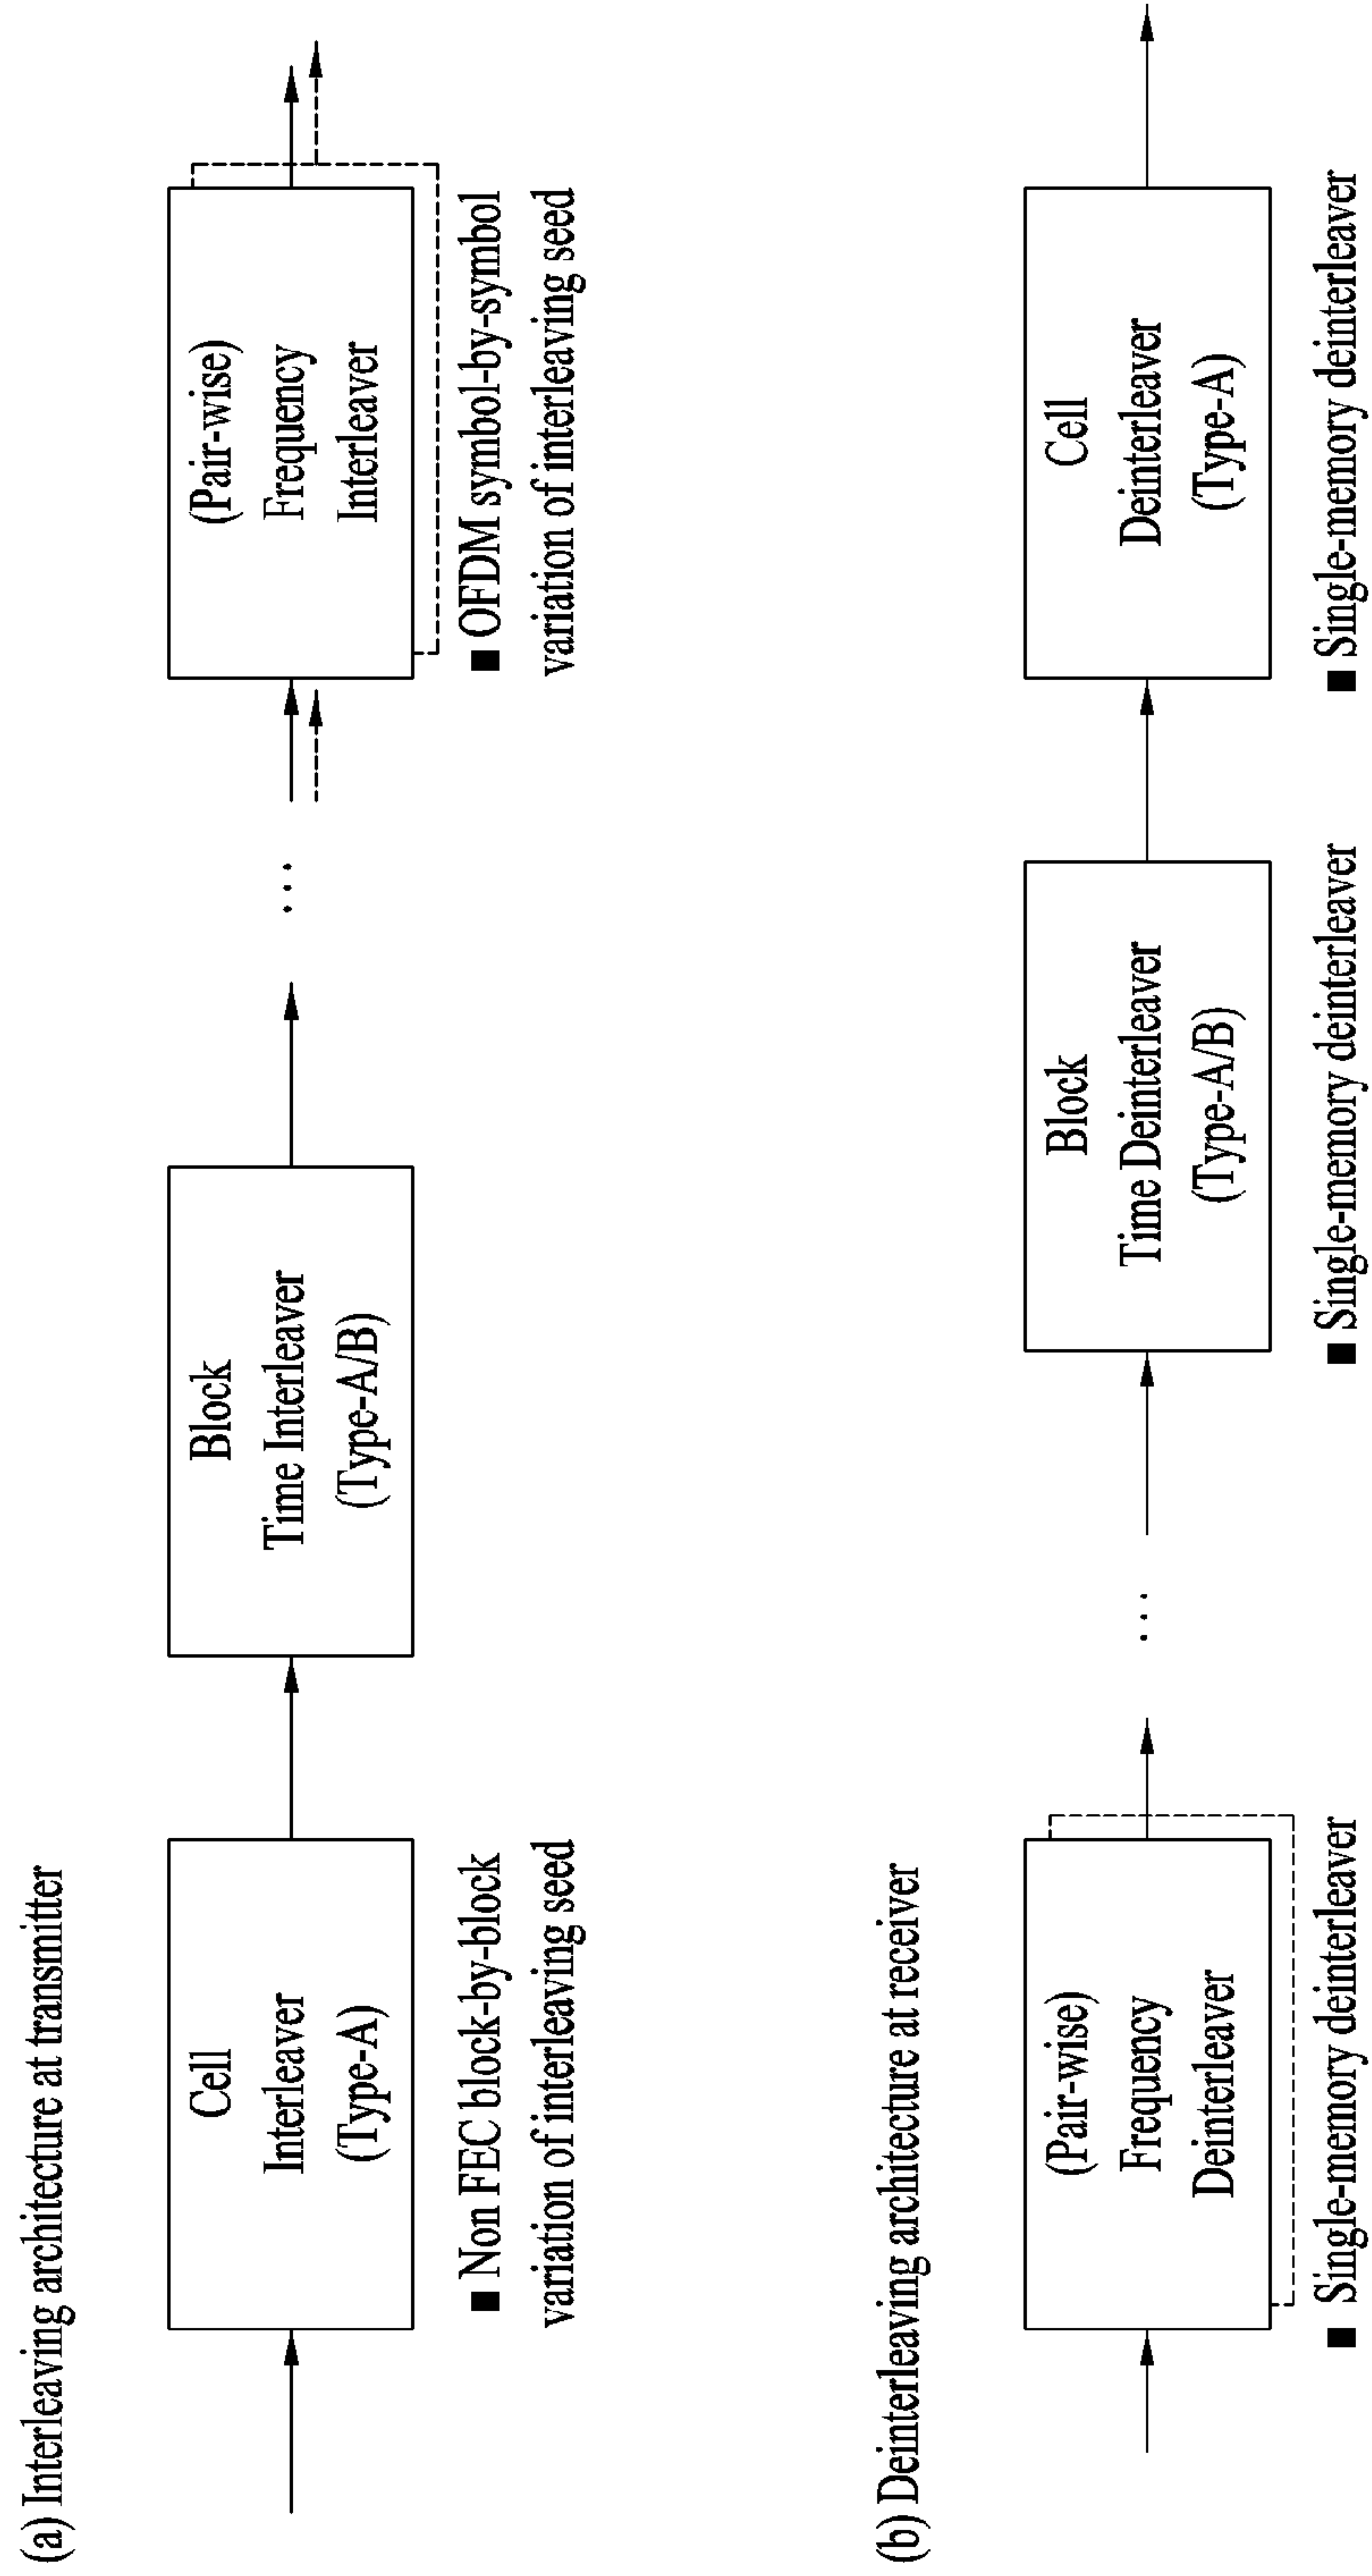 (a) Interleaving architecture at transmitter
Cell
Interleaver
(Type-A)
■ Non FEC block-by-block
variation of interleaving seed
Block
Time Interleaver
(Type-A/B)
...
(Pair-wise)
Frequency
Interleaver
■ OFDM symbol-by-symbol
variation of interleaving seed
(b) Deinterleaving architecture at receiver
(Pair-wise)
Frequency
Deinterleaver
■ Single-memory deinterleaver
...
Block
Time Deinterleaver
(Type-A/B)
■ Single-memory deinterleaver
Cell
Deinterleaver
(Type-A)
■ Single-memory deinterleaver